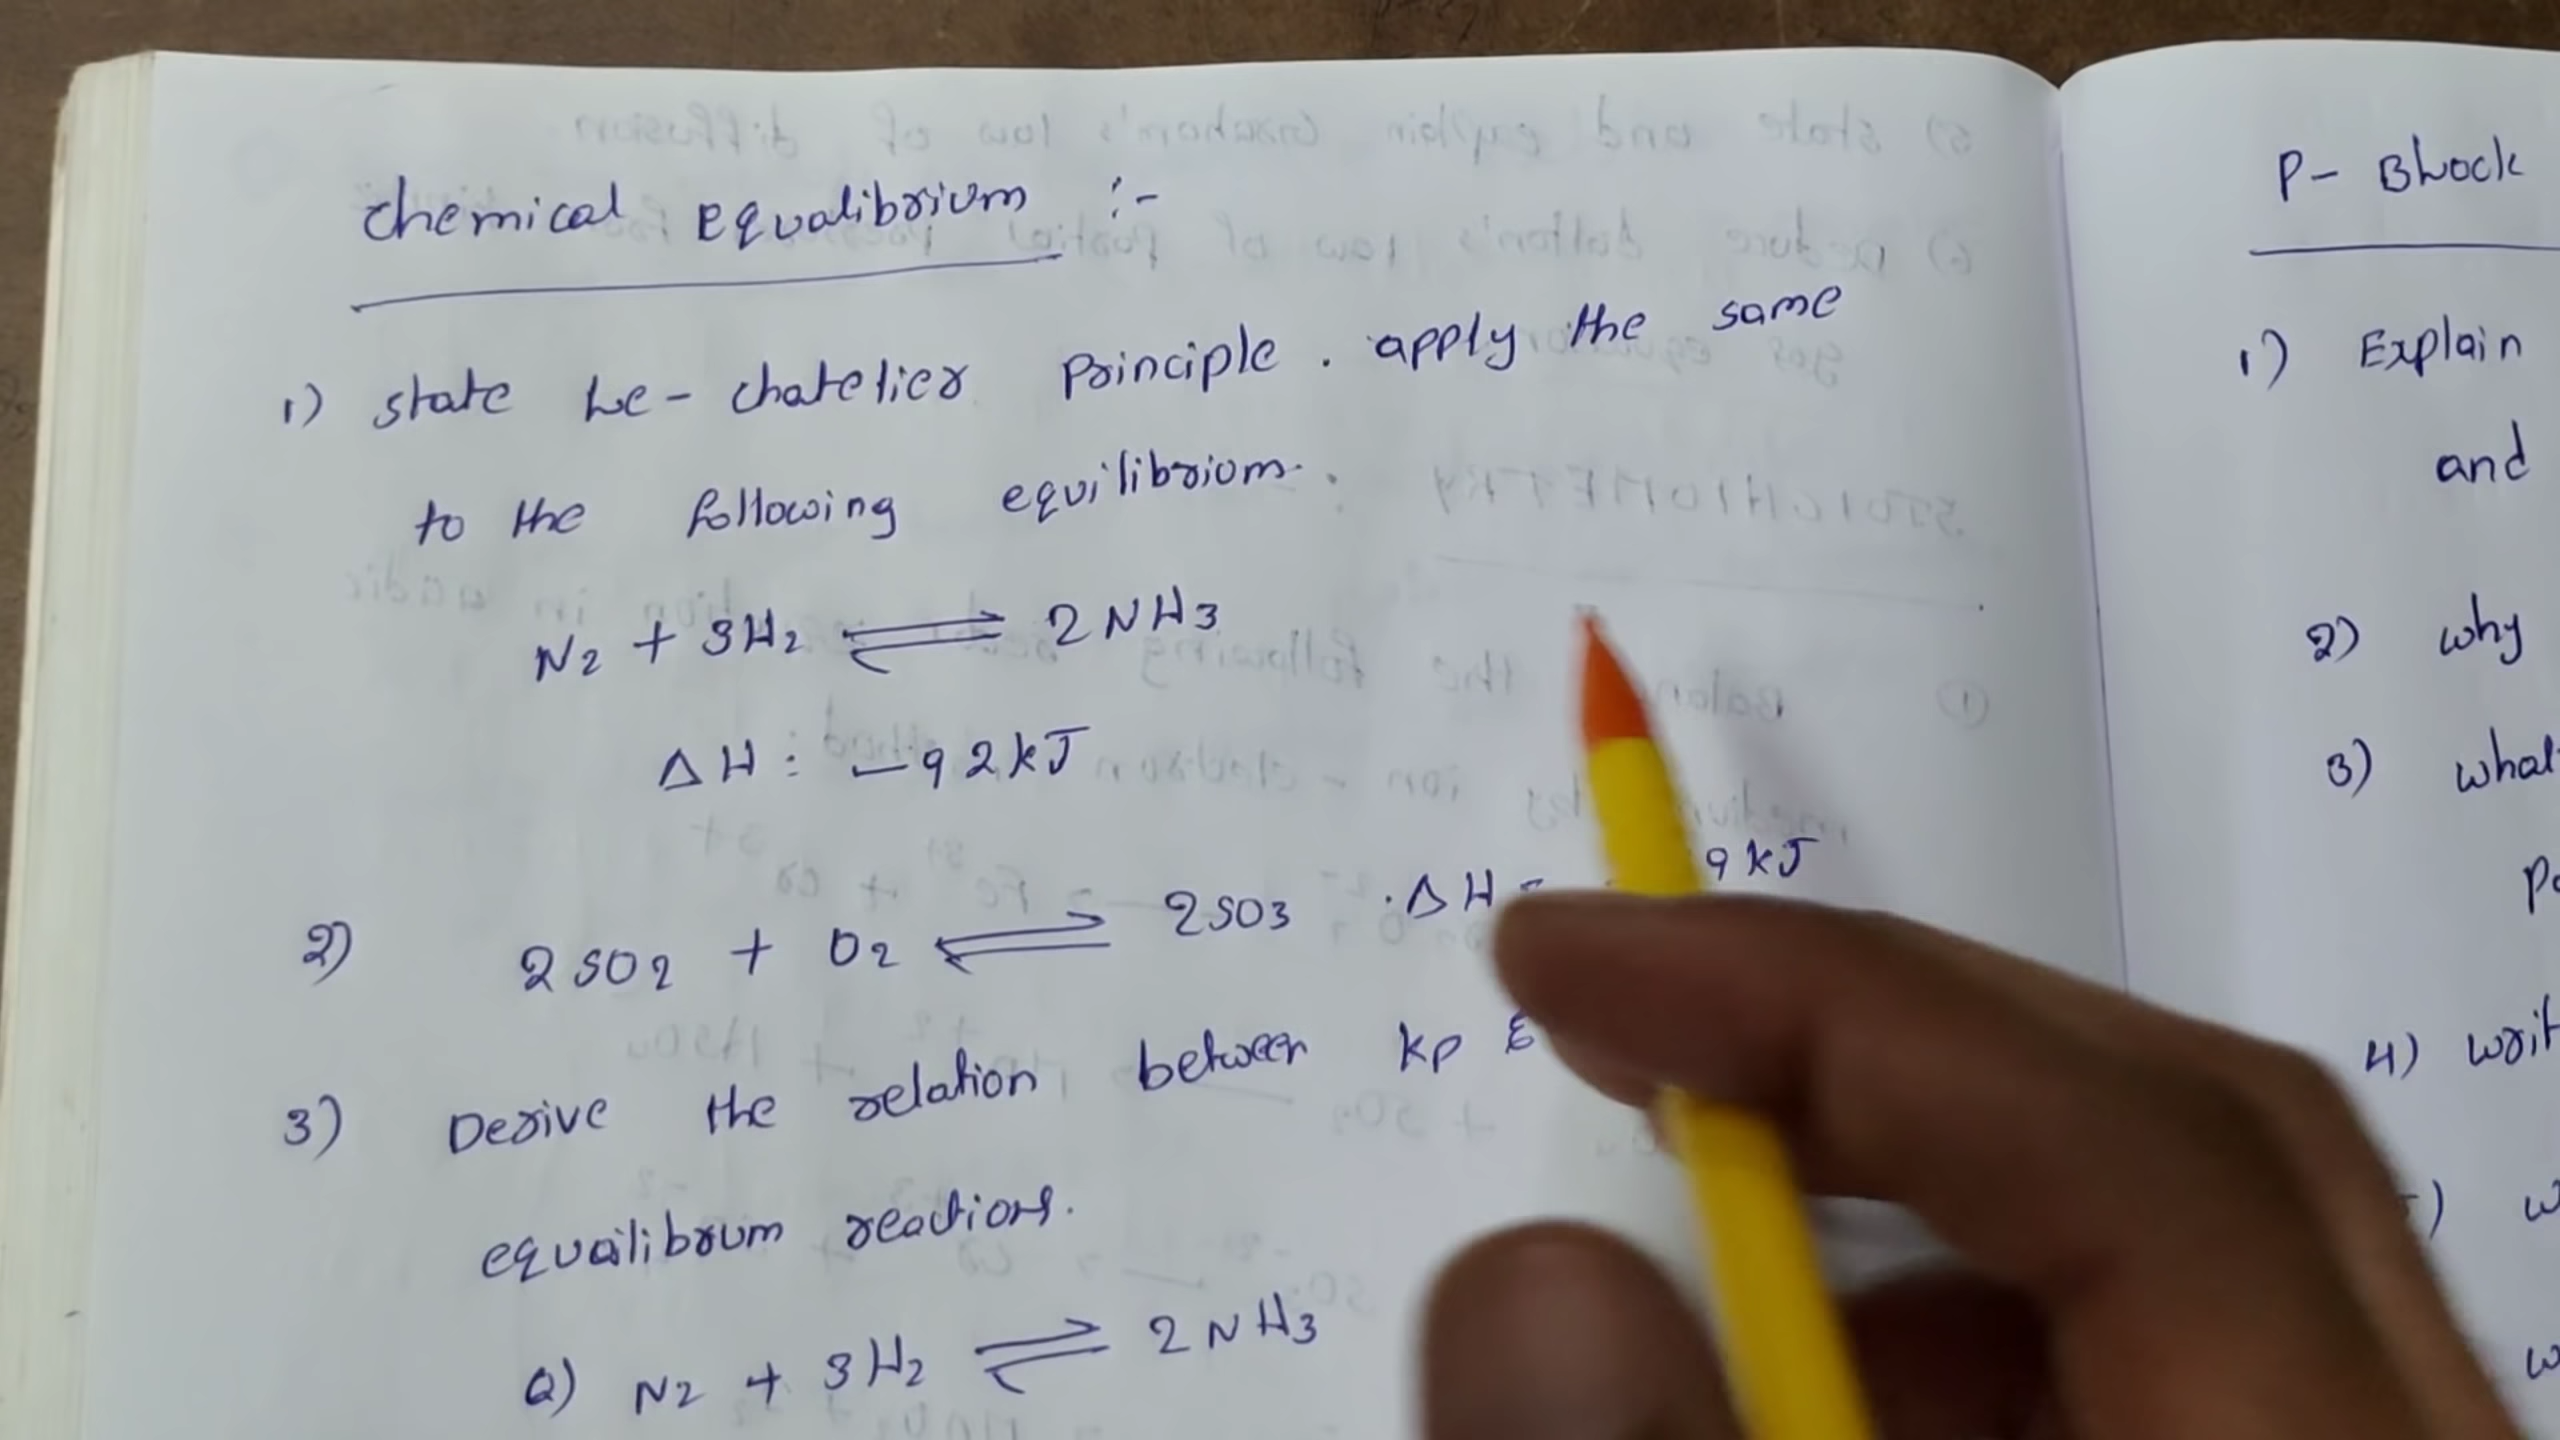 chemical Equalibrium :-
1) state Le-chatelier principle. apply the same
to the following equilibrium.
N2 + 3H2 ⇌ 2NH3
ΔH: -92kJ
2) 2SO2 + O2 ⇌ 2SO3 . ΔH = 9 kJ
3) Derive the relation between kp &
equailibrum reactions.
a) N2 + 3H2 ⇌ 2NH3
P- Block
1) Explain
and
2) why
3) what
4) writ